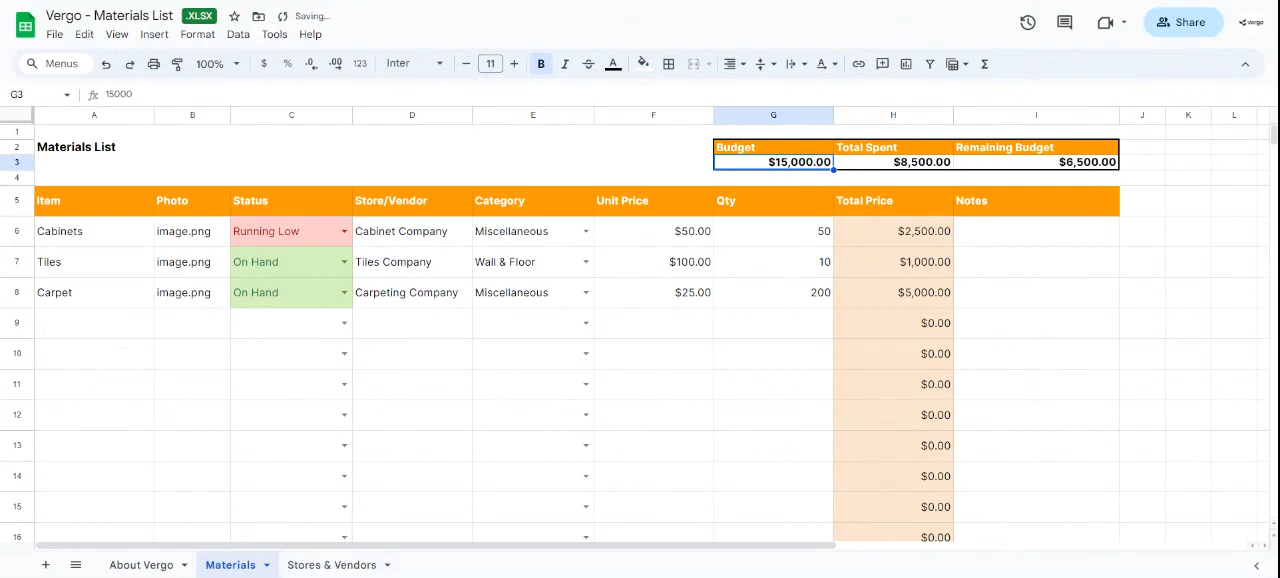 Vergo - Materials List .XLSX Saving...
File Edit View Insert Format Data Tools Help
Share vergo
Menus 100% $ % .0 .00 123 Inter 11 B I S A Σ
G3 fx 15000
A B C D E F G H I J K L
1
2 Materials List Budget Total Spent Remaining Budget
3 $15,000.00 $8,500.00 $6,500.00
4
5 Item Photo Status Store/Vendor Category Unit Price Qty Total Price Notes
6 Cabinets image.png Running Low Cabinet Company Miscellaneous $50.00 50 $2,500.00
7 Tiles image.png On Hand Tiles Company Wall & Floor $100.00 10 $1,000.00
8 Carpet image.png On Hand Carpeting Company Miscellaneous $25.00 200 $5,000.00
9 $0.00
10 $0.00
11 $0.00
12 $0.00
13 $0.00
14 $0.00
15 $0.00
16 $0.00
+ About Vergo Materials Stores & Vendors